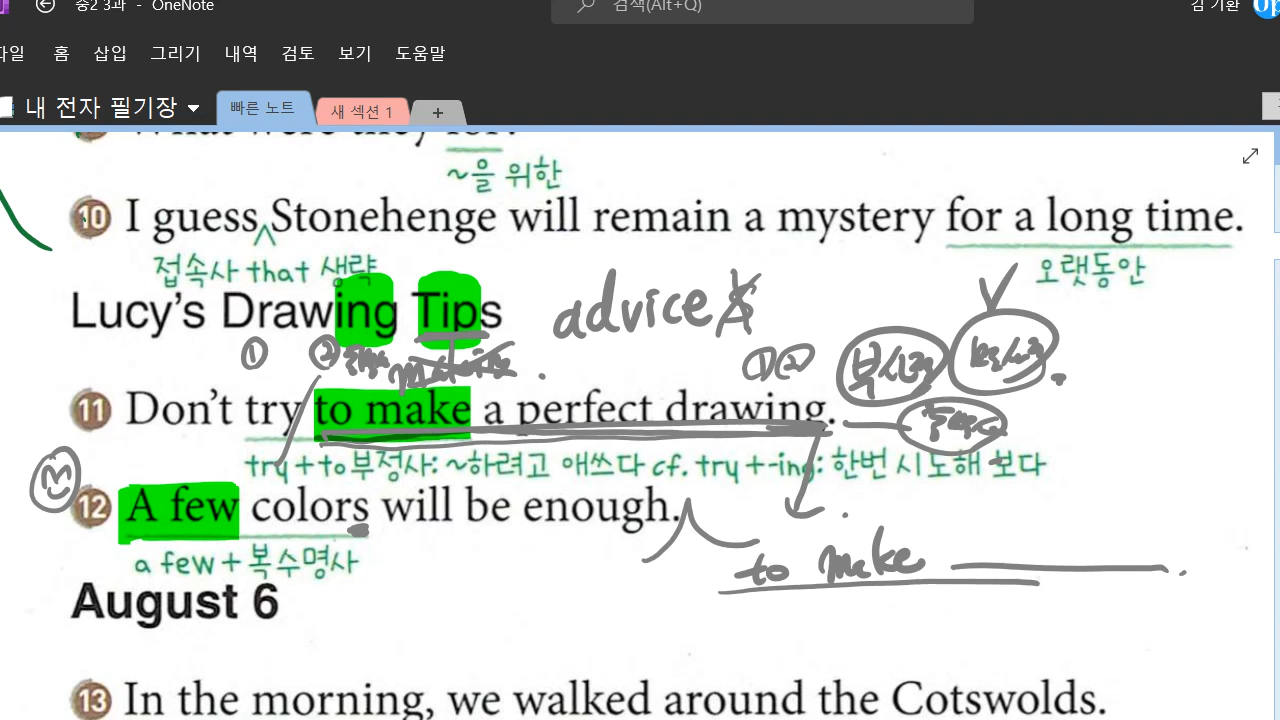 중2 3과 - OneNote
검색(Alt+Q)
김 기환
파일 홈 삽입 그리기 내역 검토 보기 도움말
내 전자 필기장 빠른 노트 새 섹션 1 +
What were they for?
~을 위한
10 I guess Stonehenge will remain a mystery for a long time.
접속사 that 생략 오랫동안
Lucy's Drawing Tips advice
① ②
11 Don't try to make a perfect drawing.
try+to부정사: ~하려고 애쓰다 cf. try+-ing: 한번 시도해 보다
12 A few colors will be enough.
a few + 복수명사
to make
August 6
13 In the morning, we walked around the Cotswolds.